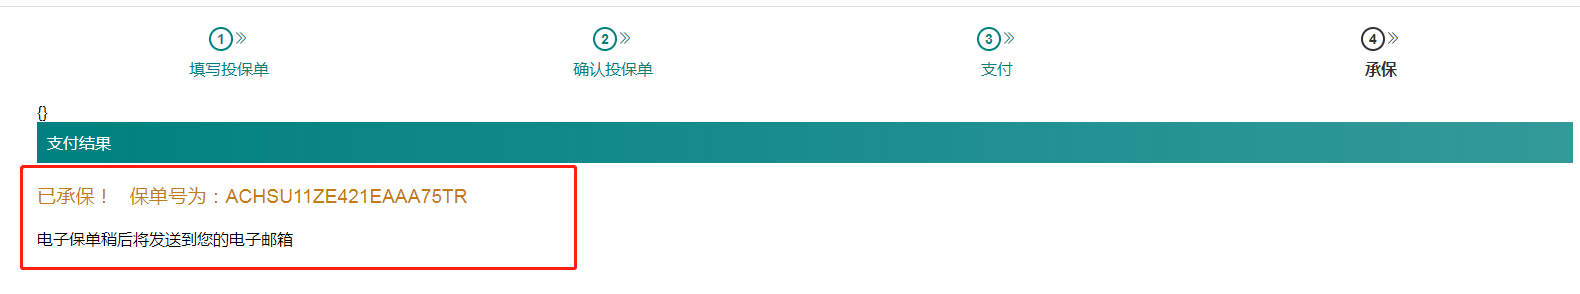 1 2 3 4
填写投保单 确认投保单 支付 承保
{}
支付结果
已承保！ 保单号为：ACHSU11ZE421EAAA75TR
电子保单稍后将发送到您的电子邮箱